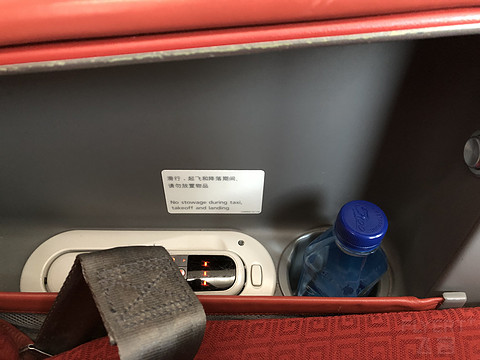 滑行，起飞和降落期间，
请勿放置物品
No stowage during taxi,
takeoff and landing.